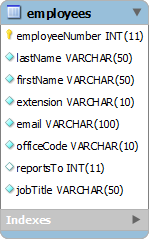 employees
employeeNumber INT(11)
lastName VARCHAR(50)
firstName VARCHAR(50)
extension VARCHAR(10)
email VARCHAR(100)
officeCode VARCHAR(10)
reportsTo INT(11)
jobTitle VARCHAR(50)
Indexes